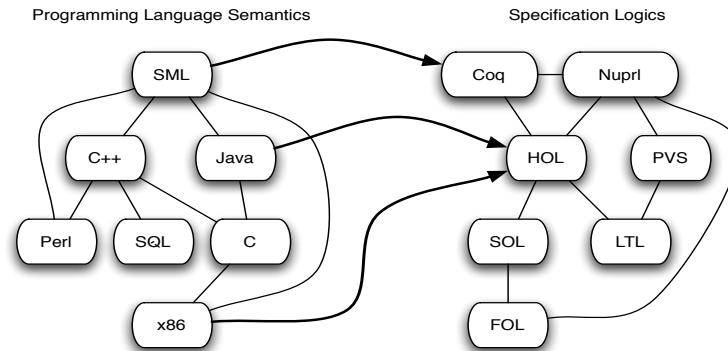 Programming Language Semantics
Specification Logics
SML
Coq
Nuprl
C++
Java
HOL
PVS
Perl
SQL
C
SOL
LTL
x86
FOL